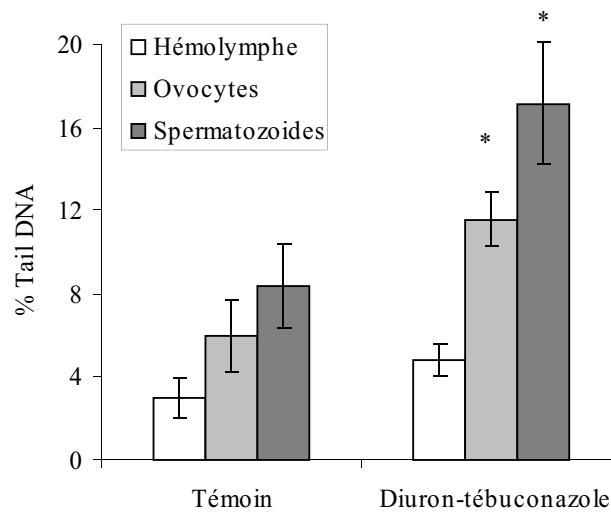 20
16
12
8
4
0
% Tail DNA
Hémolymphe
Ovocytes
Spermatozoides
*
*
Témoin
Diuron-tébuconazole